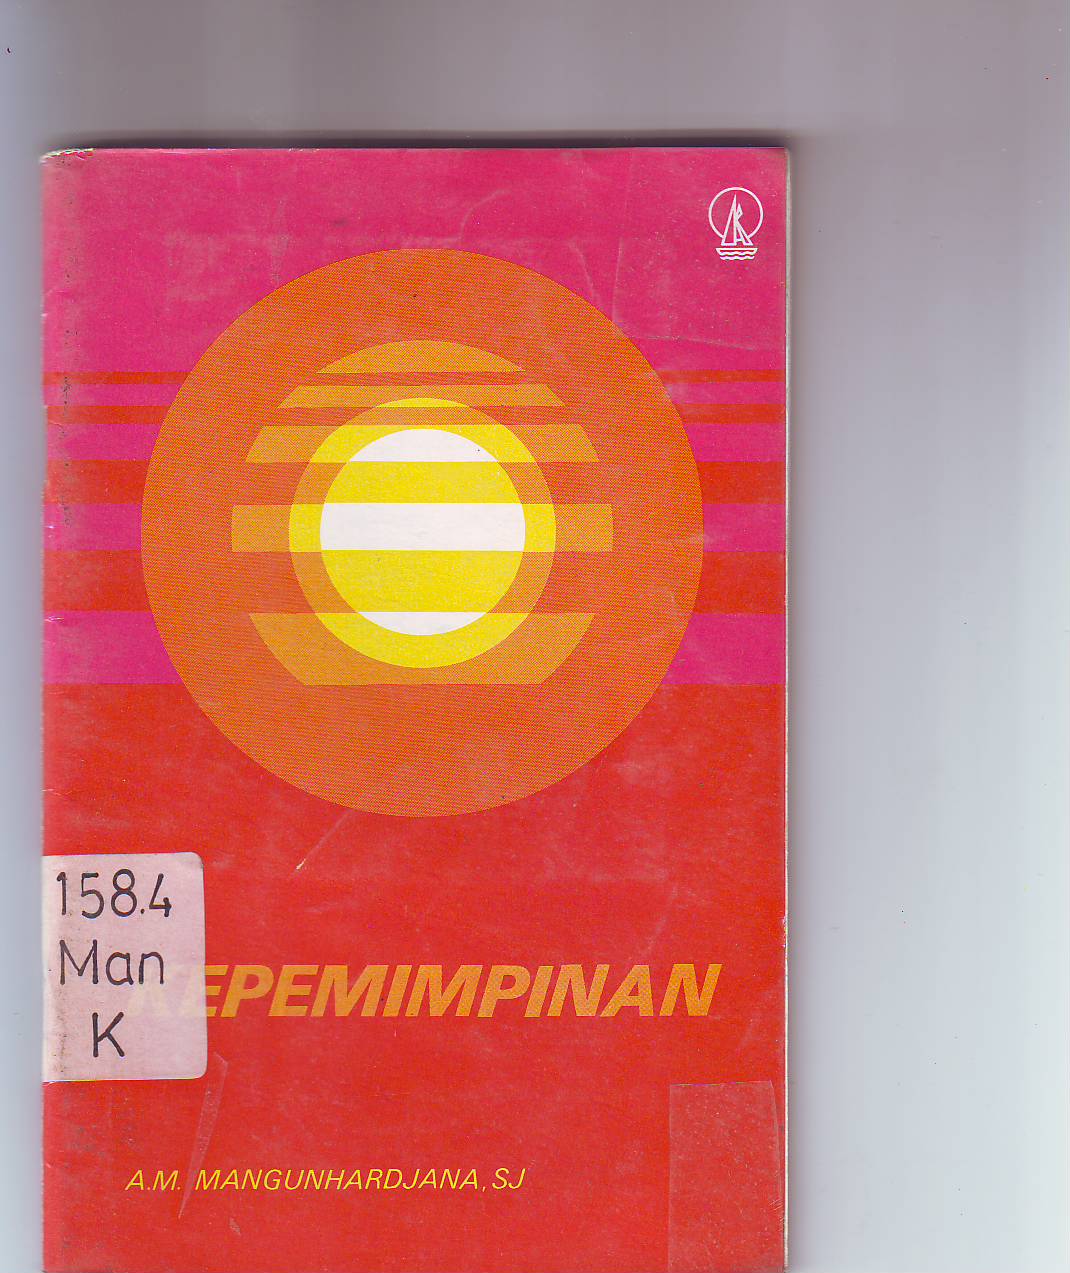 158.4
Man
K
KEPEMIMPINAN
A.M. MANGUNHARDJANA, SJ